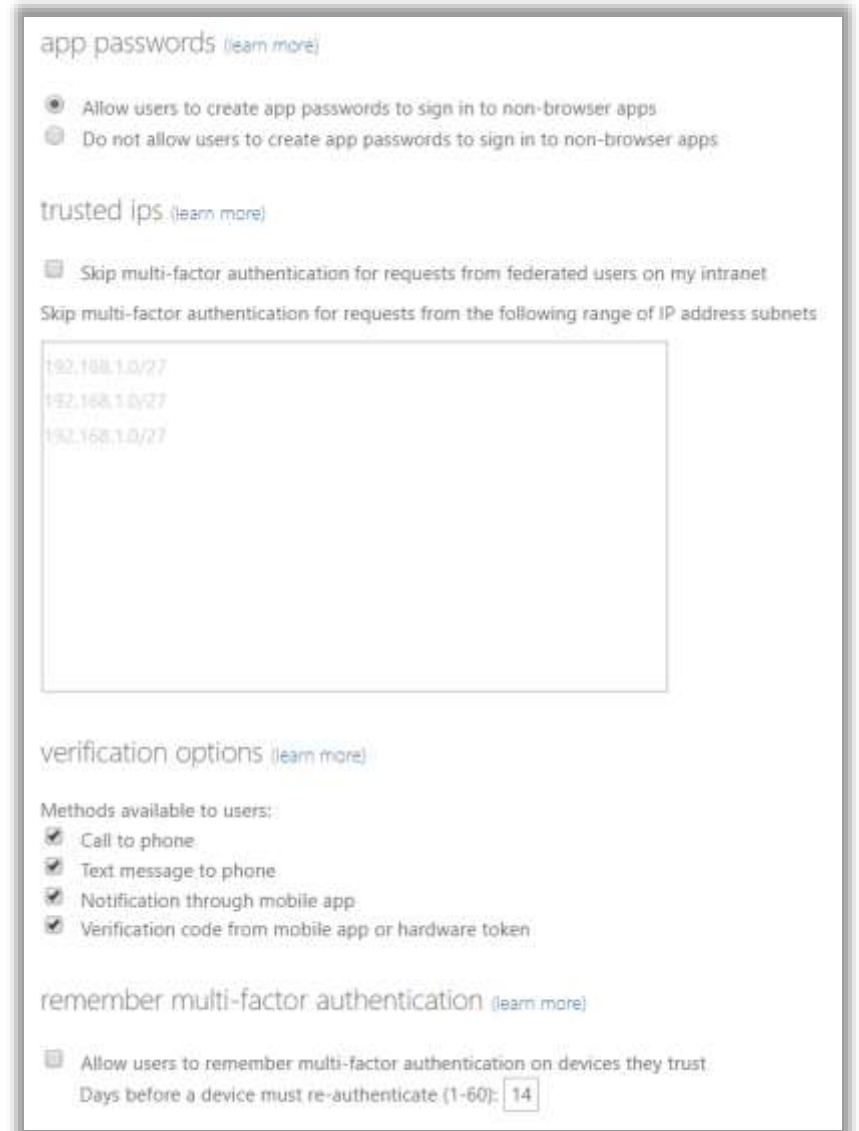 app passwords (learn more)
Allow users to create app passwords to sign in to non-browser apps
Do not allow users to create app passwords to sign in to non-browser apps
trusted ips (learn more)
Skip multi-factor authentication for requests from federated users on my intranet
Skip multi-factor authentication for requests from the following range of IP address subnets
192.168.1.0/27
192.168.1.0/27
192.168.1.0/27
verification options (learn more)
Methods available to users:
Call to phone
Text message to phone
Notification through mobile app
Verification code from mobile app or hardware token
remember multi-factor authentication (learn more)
Allow users to remember multi-factor authentication on devices they trust
Days before a device must re-authenticate (1-60): 14